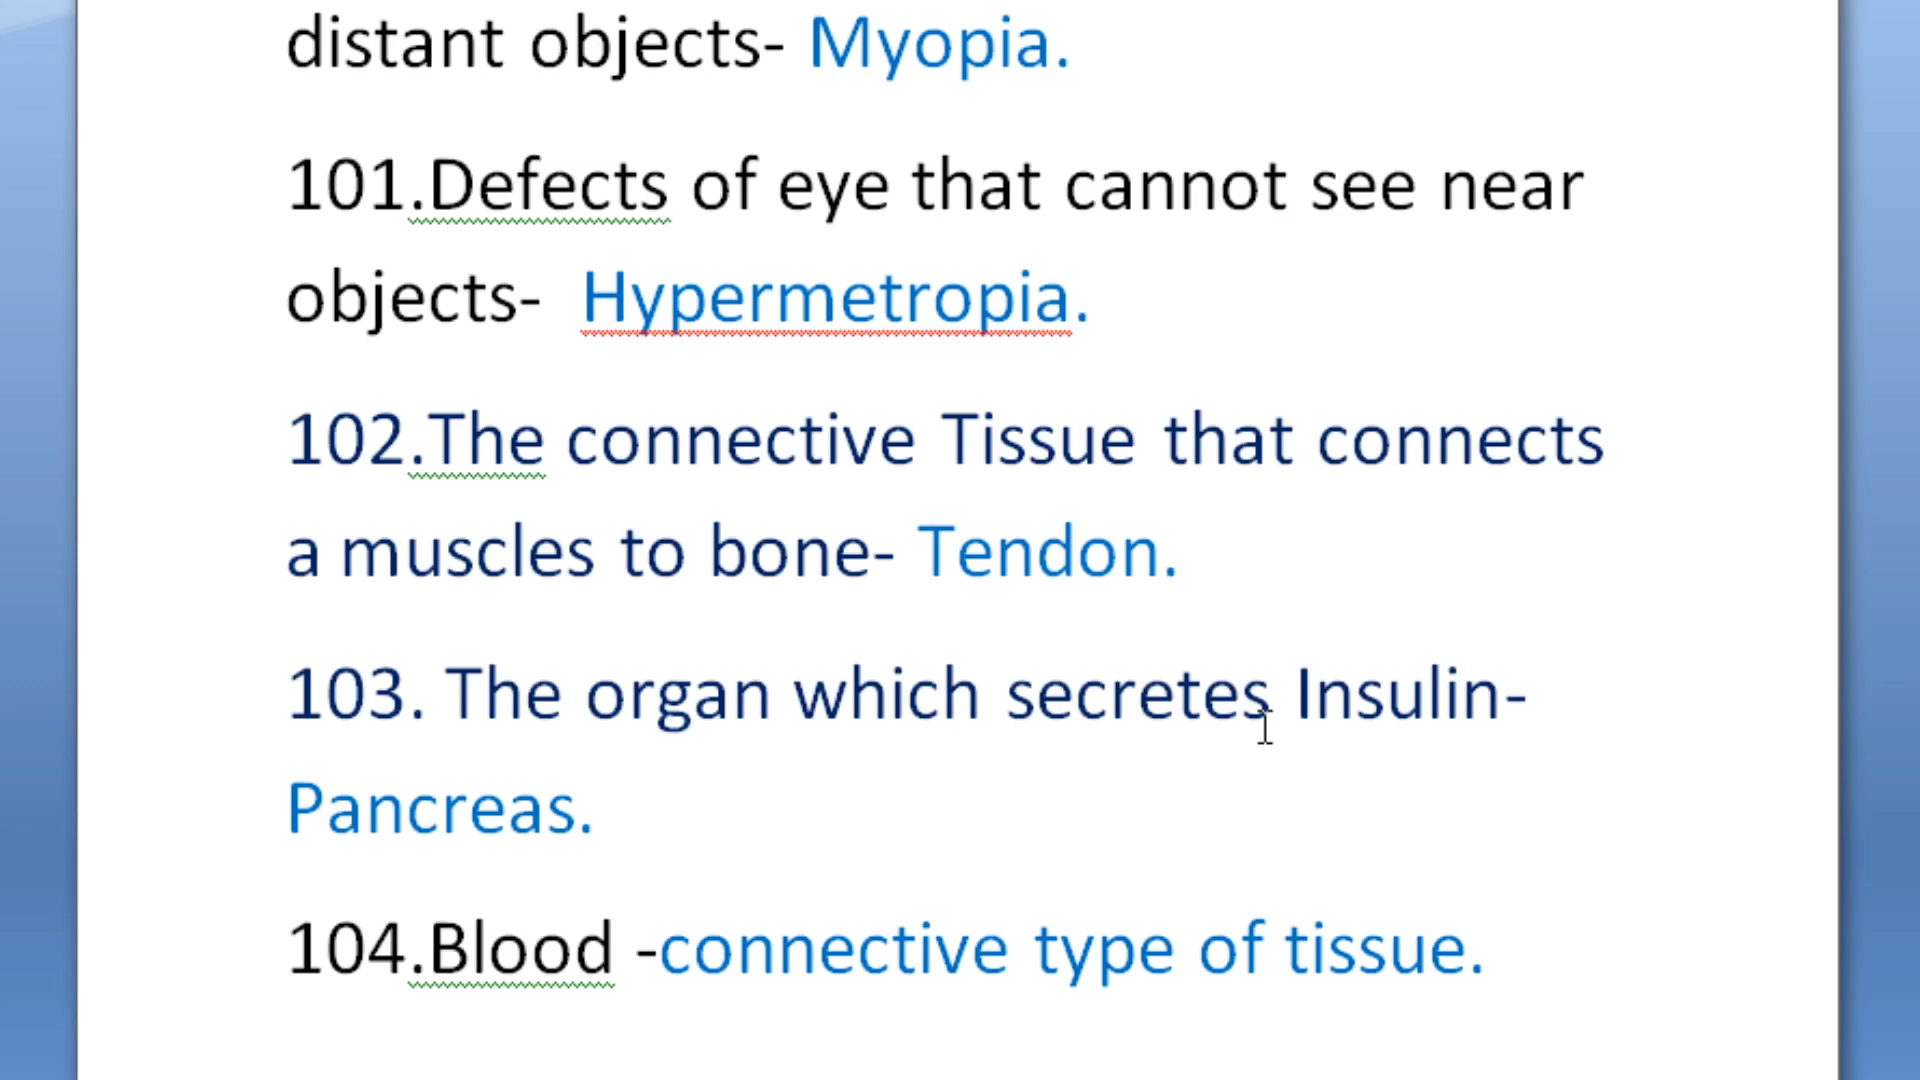 distant objects- Myopia.
101.Defects of eye that cannot see near
objects- Hypermetropia.
102.The connective Tissue that connects
a muscles to bone- Tendon.
103. The organ which secretes Insulin-
Pancreas.
104.Blood -connective type of tissue.